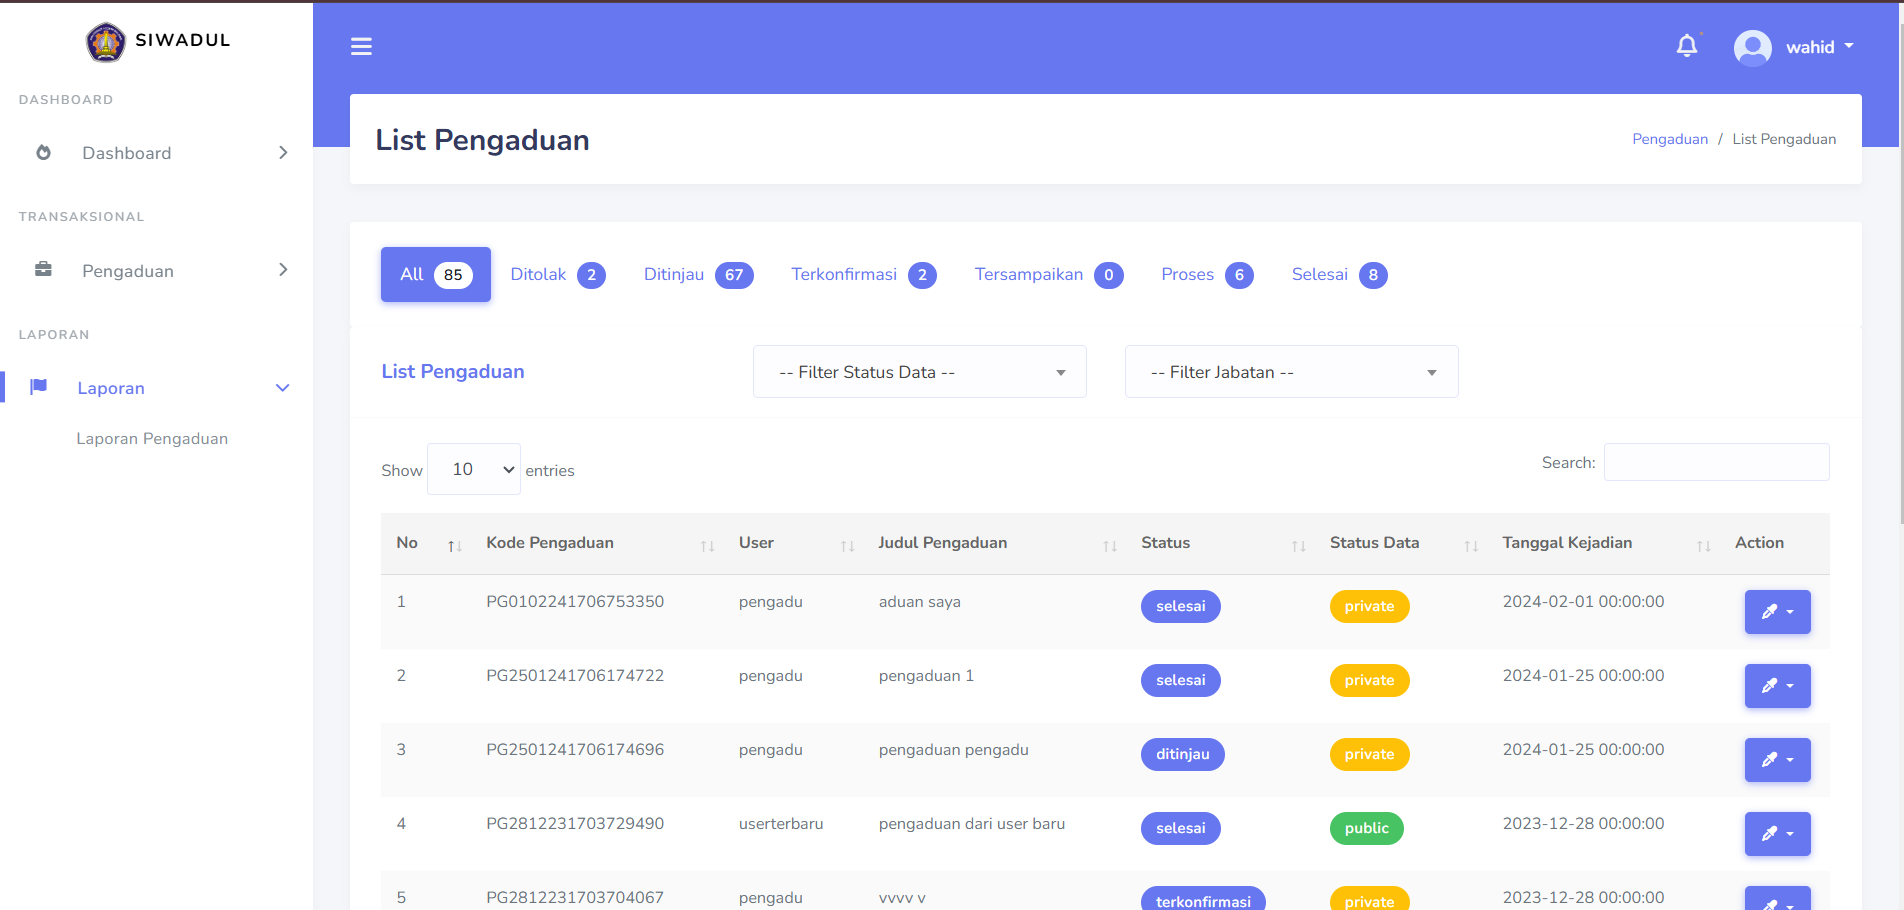 SIWADUL
wahid
DASHBOARD
Dashboard
TRANSAKSIONAL
Pengaduan
LAPORAN
Laporan
Laporan Pengaduan
List Pengaduan
Pengaduan / List Pengaduan
All 85 Ditolak 2 Ditinjau 67 Terkonfirmasi 2 Tersampaikan 0 Proses 6 Selesai 8
List Pengaduan -- Filter Status Data -- -- Filter Jabatan --
Show 10 entries Search:
No Kode Pengaduan User Judul Pengaduan Status Status Data Tanggal Kejadian Action
1 PG0102241706753350 pengadu aduan saya selesai private 2024-02-01 00:00:00
2 PG2501241706174722 pengadu pengaduan 1 selesai private 2024-01-25 00:00:00
3 PG2501241706174696 pengadu pengaduan pengadu ditinjau private 2024-01-25 00:00:00
4 PG2812231703729490 userterbaru pengaduan dari user baru selesai public 2023-12-28 00:00:00
5 PG2812231703704067 pengadu vvvv v terkonfirmasi private 2023-12-28 00:00:00